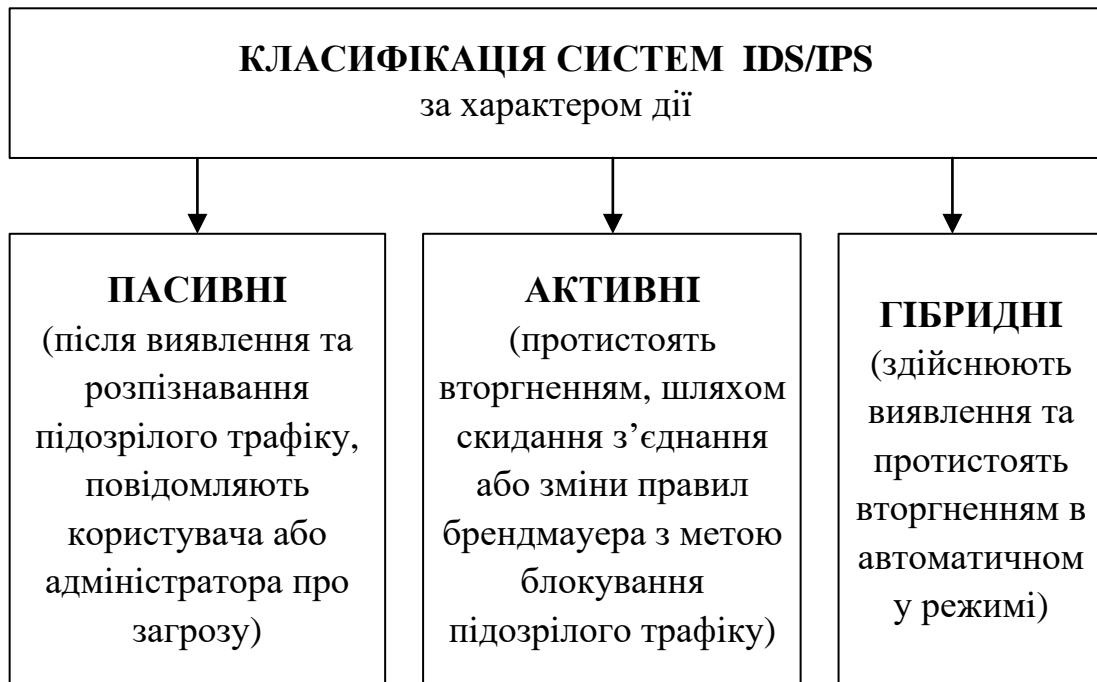 КЛАСИФІКАЦІЯ СИСТЕМ IDS/IPS
за характером дії
ПАСИВНІ
(після виявлення та
розпізнавання
підозрілого трафіку,
повідомляють
користувача або
адміністратора про
загрозу)
АКТИВНІ
(протистоять
вторгненням, шляхом
скидання з’єднання
або зміни правил
брендмауера з метою
блокування
підозрілого трафіку)
ГІБРИДНІ
(здійснюють
виявлення та
протистоять
вторгненням в
автоматичном
у режимі)